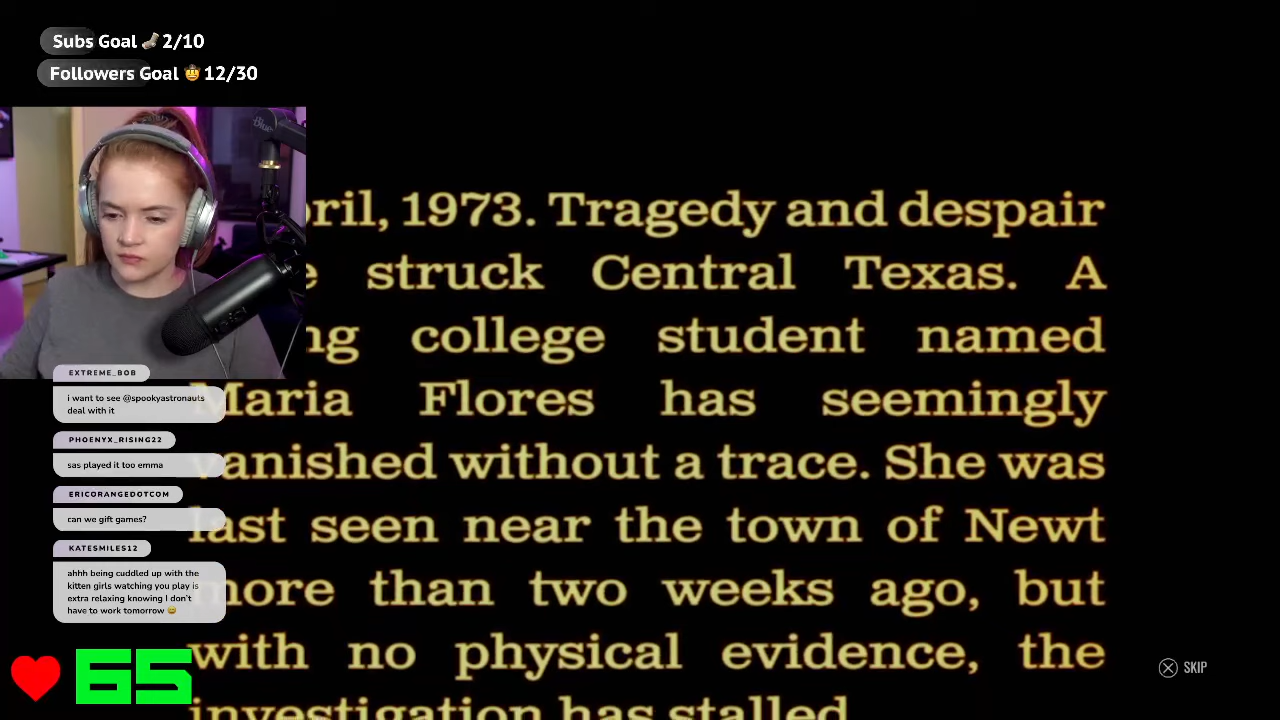 Subs Goal 🧦 2/10
Followers Goal 🤠 12/30
Blue
ril, 1973. Tragedy and despair
struck Central Texas. A
ng college student named
Maria Flores has seemingly
vanished without a trace. She was
last seen near the town of Newt
more than two weeks ago, but
with no physical evidence, the
investigation has stalled.
EXTREME_BOB
i want to see @spookyastronauts
deal with it
PHOENYX_RISING22
sas played it too emma
ERICORANGEDOTCOM
can we gift games?
KATESMILES12
ahhh being cuddled up with the
kitten girls watching you play is
extra relaxing knowing I don't
have to work tomorrow 😄
65
SKIP